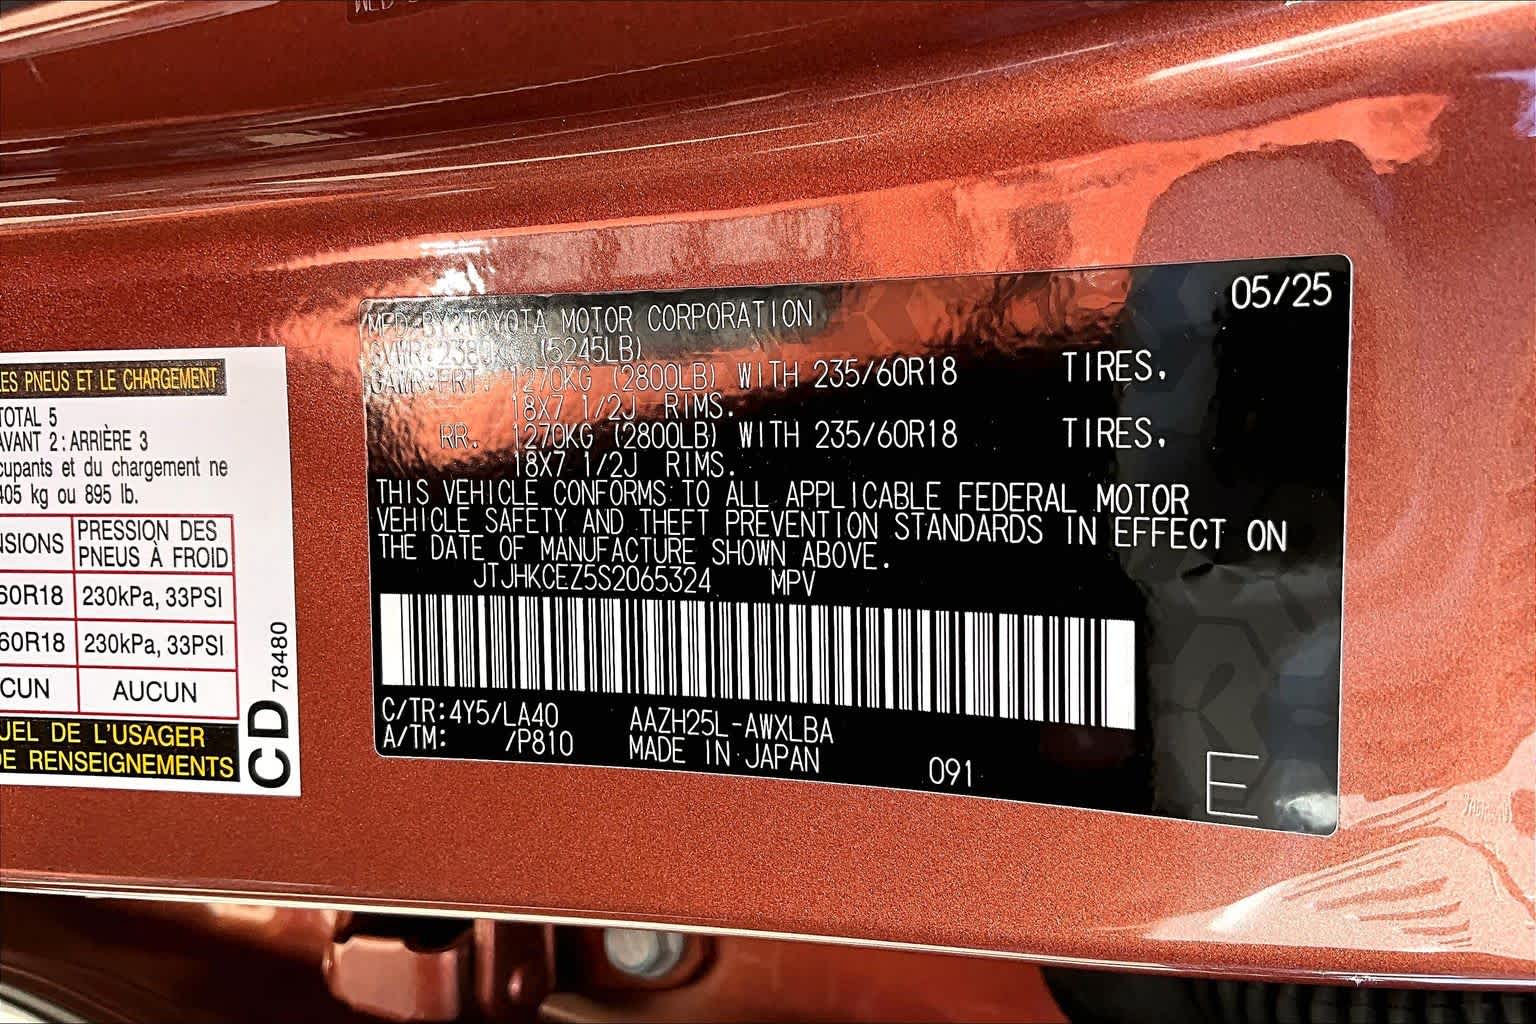 LES PNEUS ET LE CHARGEMENT
TOTAL 5
AVANT 2: ARRIÈRE 3
cupants et du chargement ne
405 kg ou 895 lb.
NSIONS PRESSION DES PNEUS À FROID
60R18 230kPa, 33PSI
60R18 230kPa, 33PSI
CUN AUCUN
UEL DE L'USAGER
DE RENSEIGNEMENTS
CD 78480
05/25
MFD. BY: TOYOTA MOTOR CORPORATION
GVWR: 2380KG (5245LB)
GAWR: FRT. 1270KG (2800LB) WITH 235/60R18 TIRES.
18X7 1/2J RIMS.
RR. 1270KG (2800LB) WITH 235/60R18 TIRES.
18X7 1/2J RIMS.
THIS VEHICLE CONFORMS TO ALL APPLICABLE FEDERAL MOTOR
VEHICLE SAFETY AND THEFT PREVENTION STANDARDS IN EFFECT ON
THE DATE OF MANUFACTURE SHOWN ABOVE.
JTJHKCEZ5S2065324 MPV
C/TR: 4Y5/LA40 AAZH25L-AWXLBA
A/TM: /P810 MADE IN JAPAN 091
E